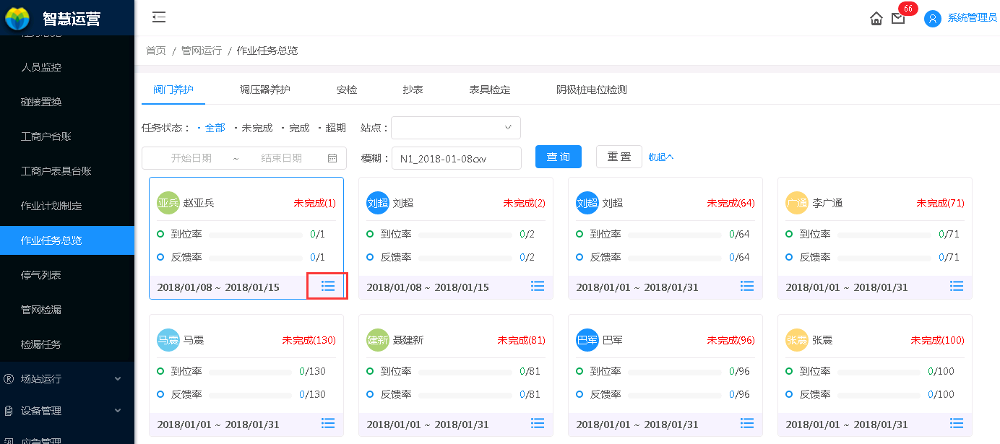 智慧运营
66
系统管理员
首页 / 管网运行 / 作业任务总览
人员监控
碰接置换
工商户台账
工商户表具台账
作业计划制定
作业任务总览
停气列表
管网检漏
检漏任务
场站运行
设备管理
应急管理
阀门养护 调压器养护 安检 抄表 表具检定 阴极桩电位检测
任务状态： · 全部 · 未完成 · 完成 · 超期 站点：
开始日期 ~ 结束日期 模糊： N1_2018-01-08cxv 查 询 重 置 收起
亚兵 赵亚兵 未完成(1)
到位率 0/1
反馈率 0/1
2018/01/08 ~ 2018/01/15
刘超 刘超 未完成(2)
到位率 0/2
反馈率 0/2
2018/01/08 ~ 2018/01/15
刘超 刘超 未完成(64)
到位率 0/64
反馈率 0/64
2018/01/01 ~ 2018/01/31
广通 李广通 未完成(71)
到位率 0/71
反馈率 0/71
2018/01/01 ~ 2018/01/31
马震 马震 未完成(130)
到位率 0/130
反馈率 0/130
2018/01/01 ~ 2018/01/31
建新 聂建新 未完成(81)
到位率 0/81
反馈率 0/81
2018/01/01 ~ 2018/01/31
巴军 巴军 未完成(96)
到位率 0/96
反馈率 0/96
2018/01/01 ~ 2018/01/31
张震 张震 未完成(100)
到位率 0/100
反馈率 0/100
2018/01/01 ~ 2018/01/31